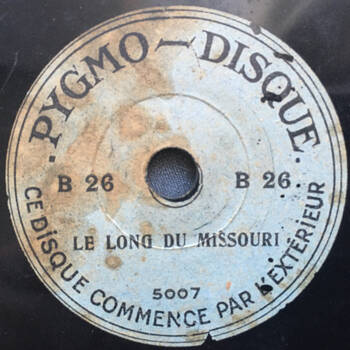 . PYGMO — DISQUE .
B 26 B 26
LE LONG DU MISSOURI
5007
CE DISQUE COMMENCE PAR L'EXTÉRIEUR